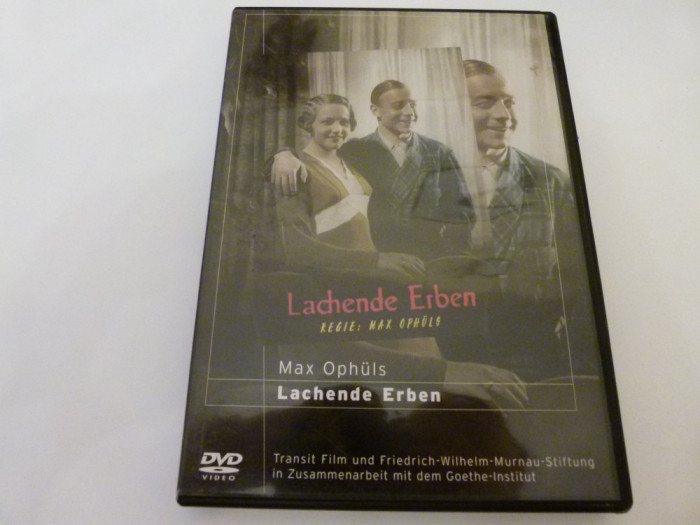 Lachende Erben
REGIE: MAX OPHÜLS
Max Ophüls
Lachende Erben
DVD
VIDEO
Transit Film und Friedrich-Wilhelm-Murnau-Stiftung
in Zusammenarbeit mit dem Goethe-Institut